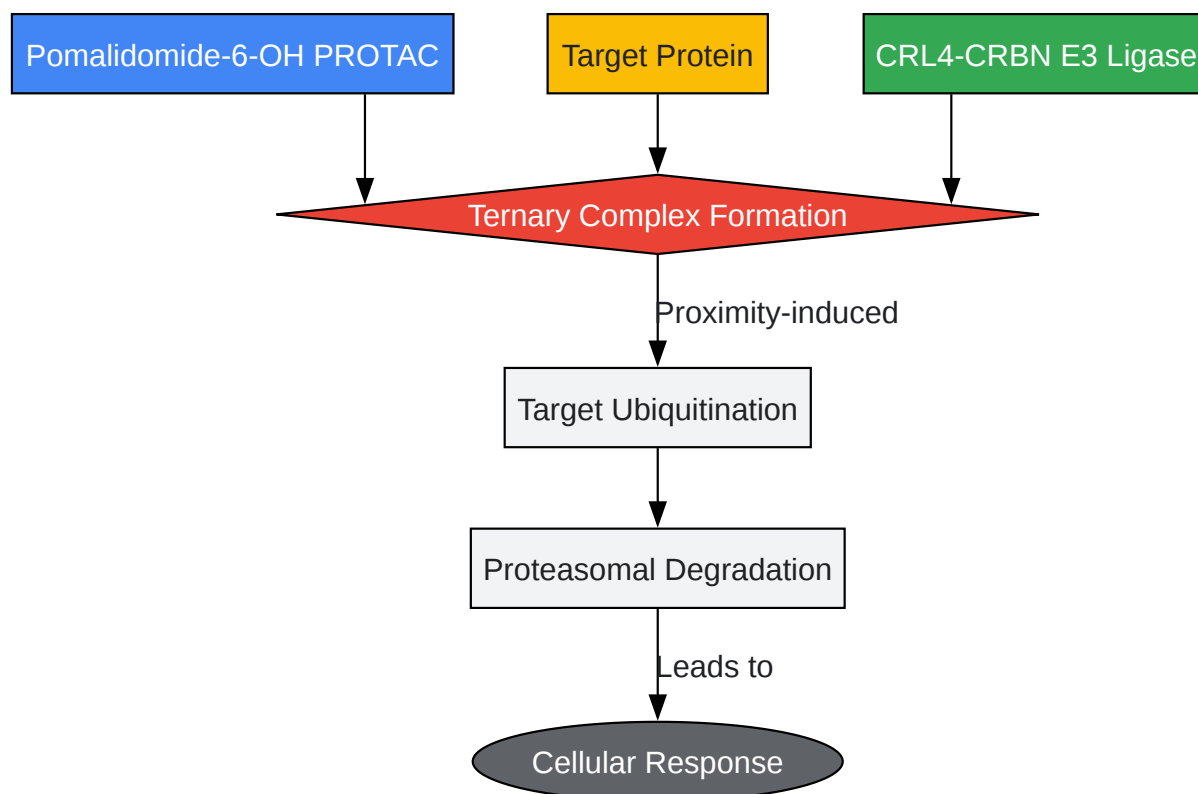 Pomalidomide-6-OH PROTAC
Target Protein
CRL4-CRBN E3 Ligase
Ternary Complex Formation
Proximity-induced
Target Ubiquitination
Proteasomal Degradation
Leads to
Cellular Response